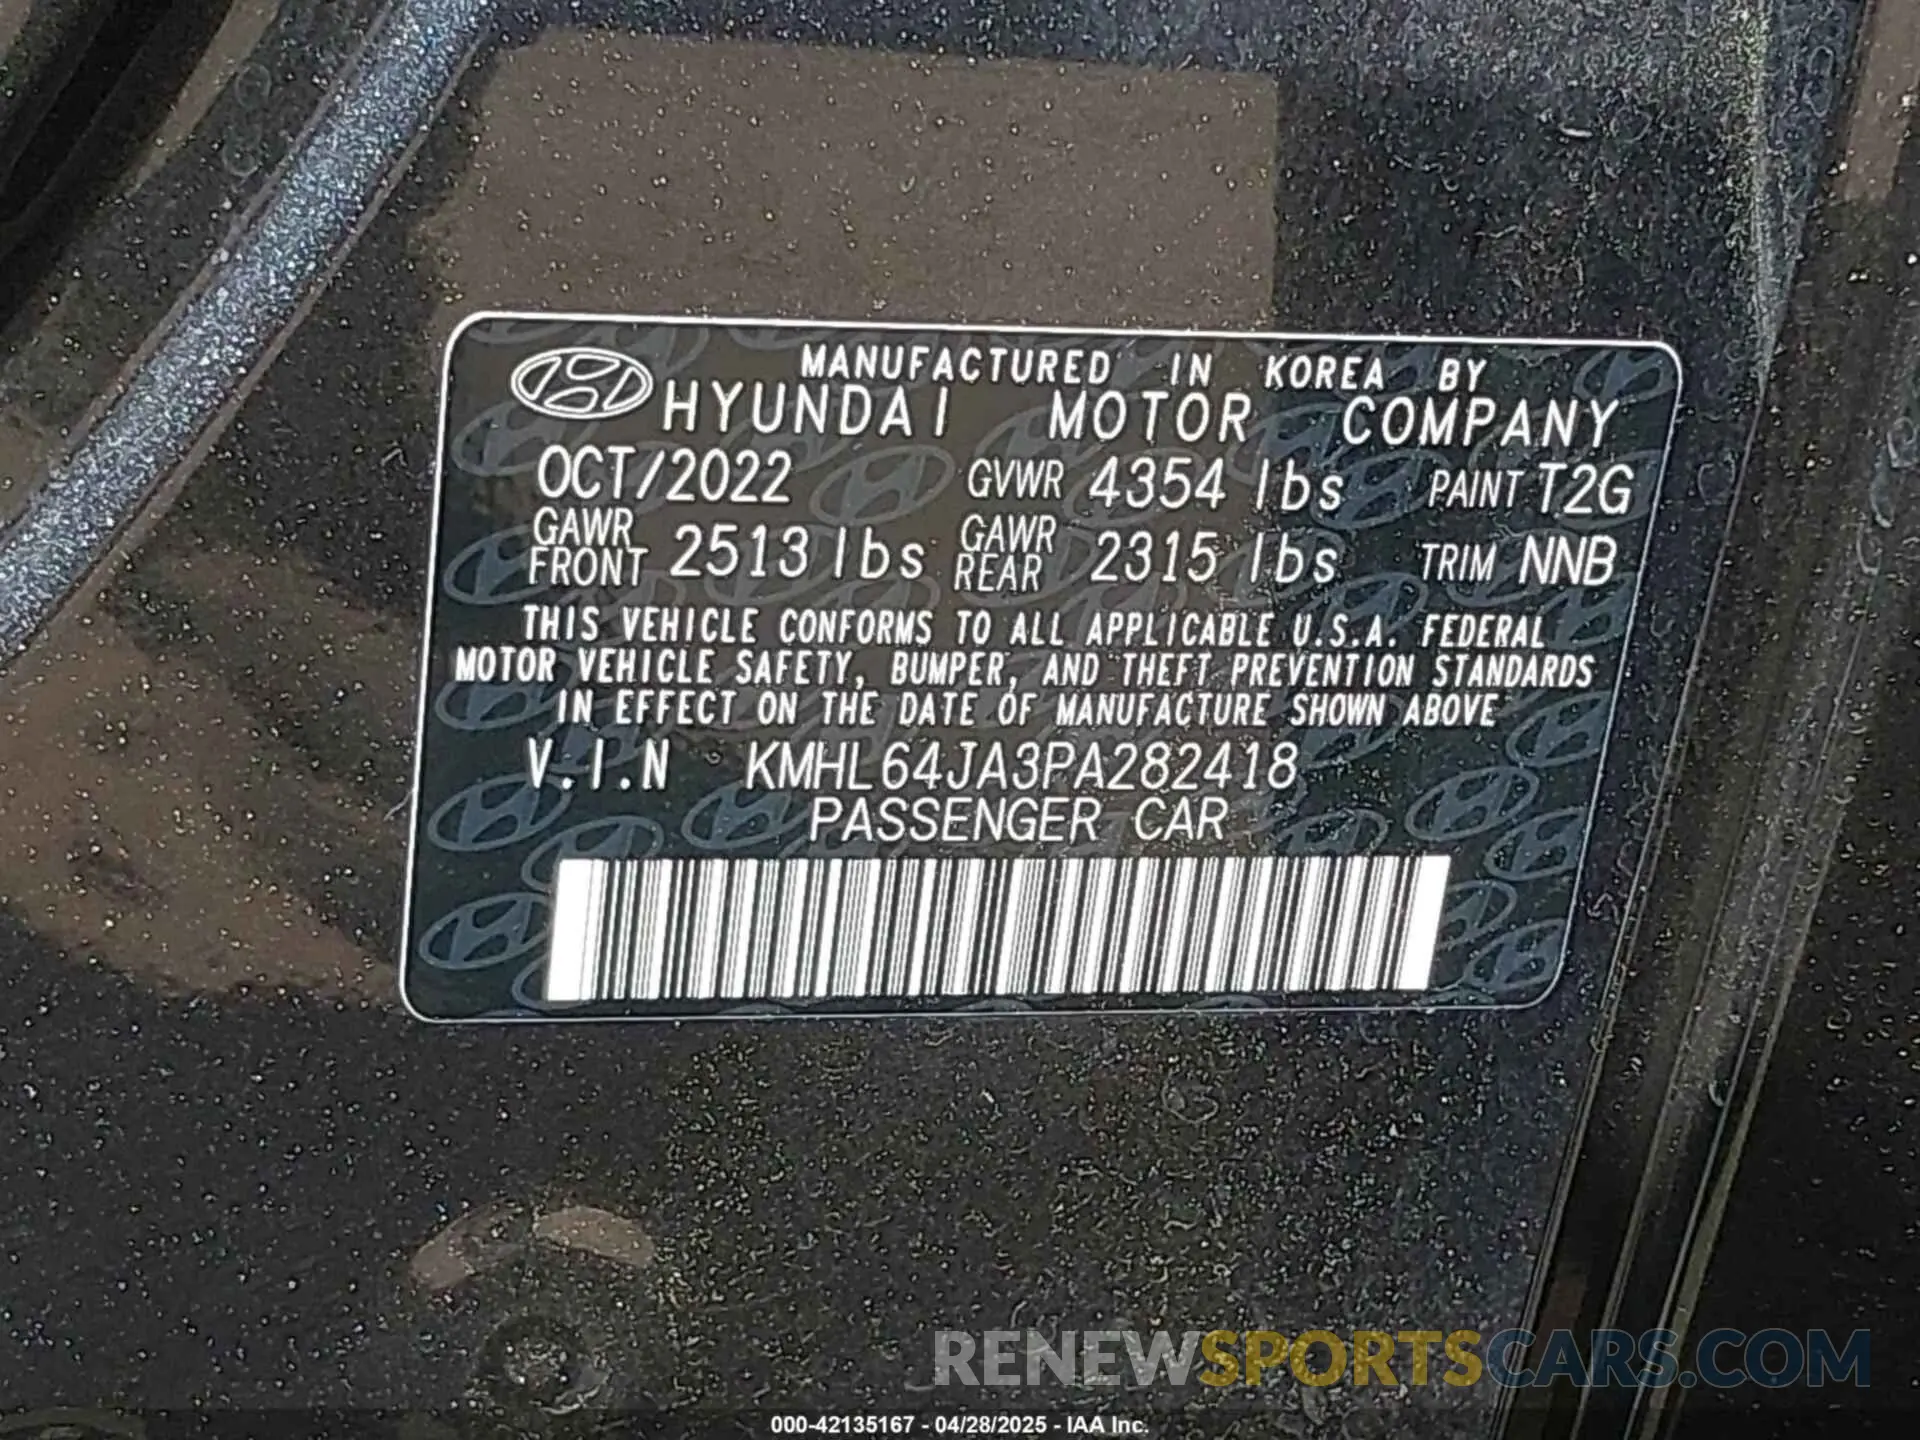 MANUFACTURED IN KOREA BY
HYUNDAI MOTOR COMPANY
OCT/2022 GVWR 4354 lbs PAINT T2G
GAWR FRONT 2513 lbs GAWR REAR 2315 lbs TRIM NNB
THIS VEHICLE CONFORMS TO ALL APPLICABLE U.S.A. FEDERAL
MOTOR VEHICLE SAFETY, BUMPER, AND THEFT PREVENTION STANDARDS
IN EFFECT ON THE DATE OF MANUFACTURE SHOWN ABOVE
V.I.N KMHL64JA3PA282418
PASSENGER CAR
RENEWSPORTSCARS.COM
000-42135167 - 04/28/2025 - IAA Inc.